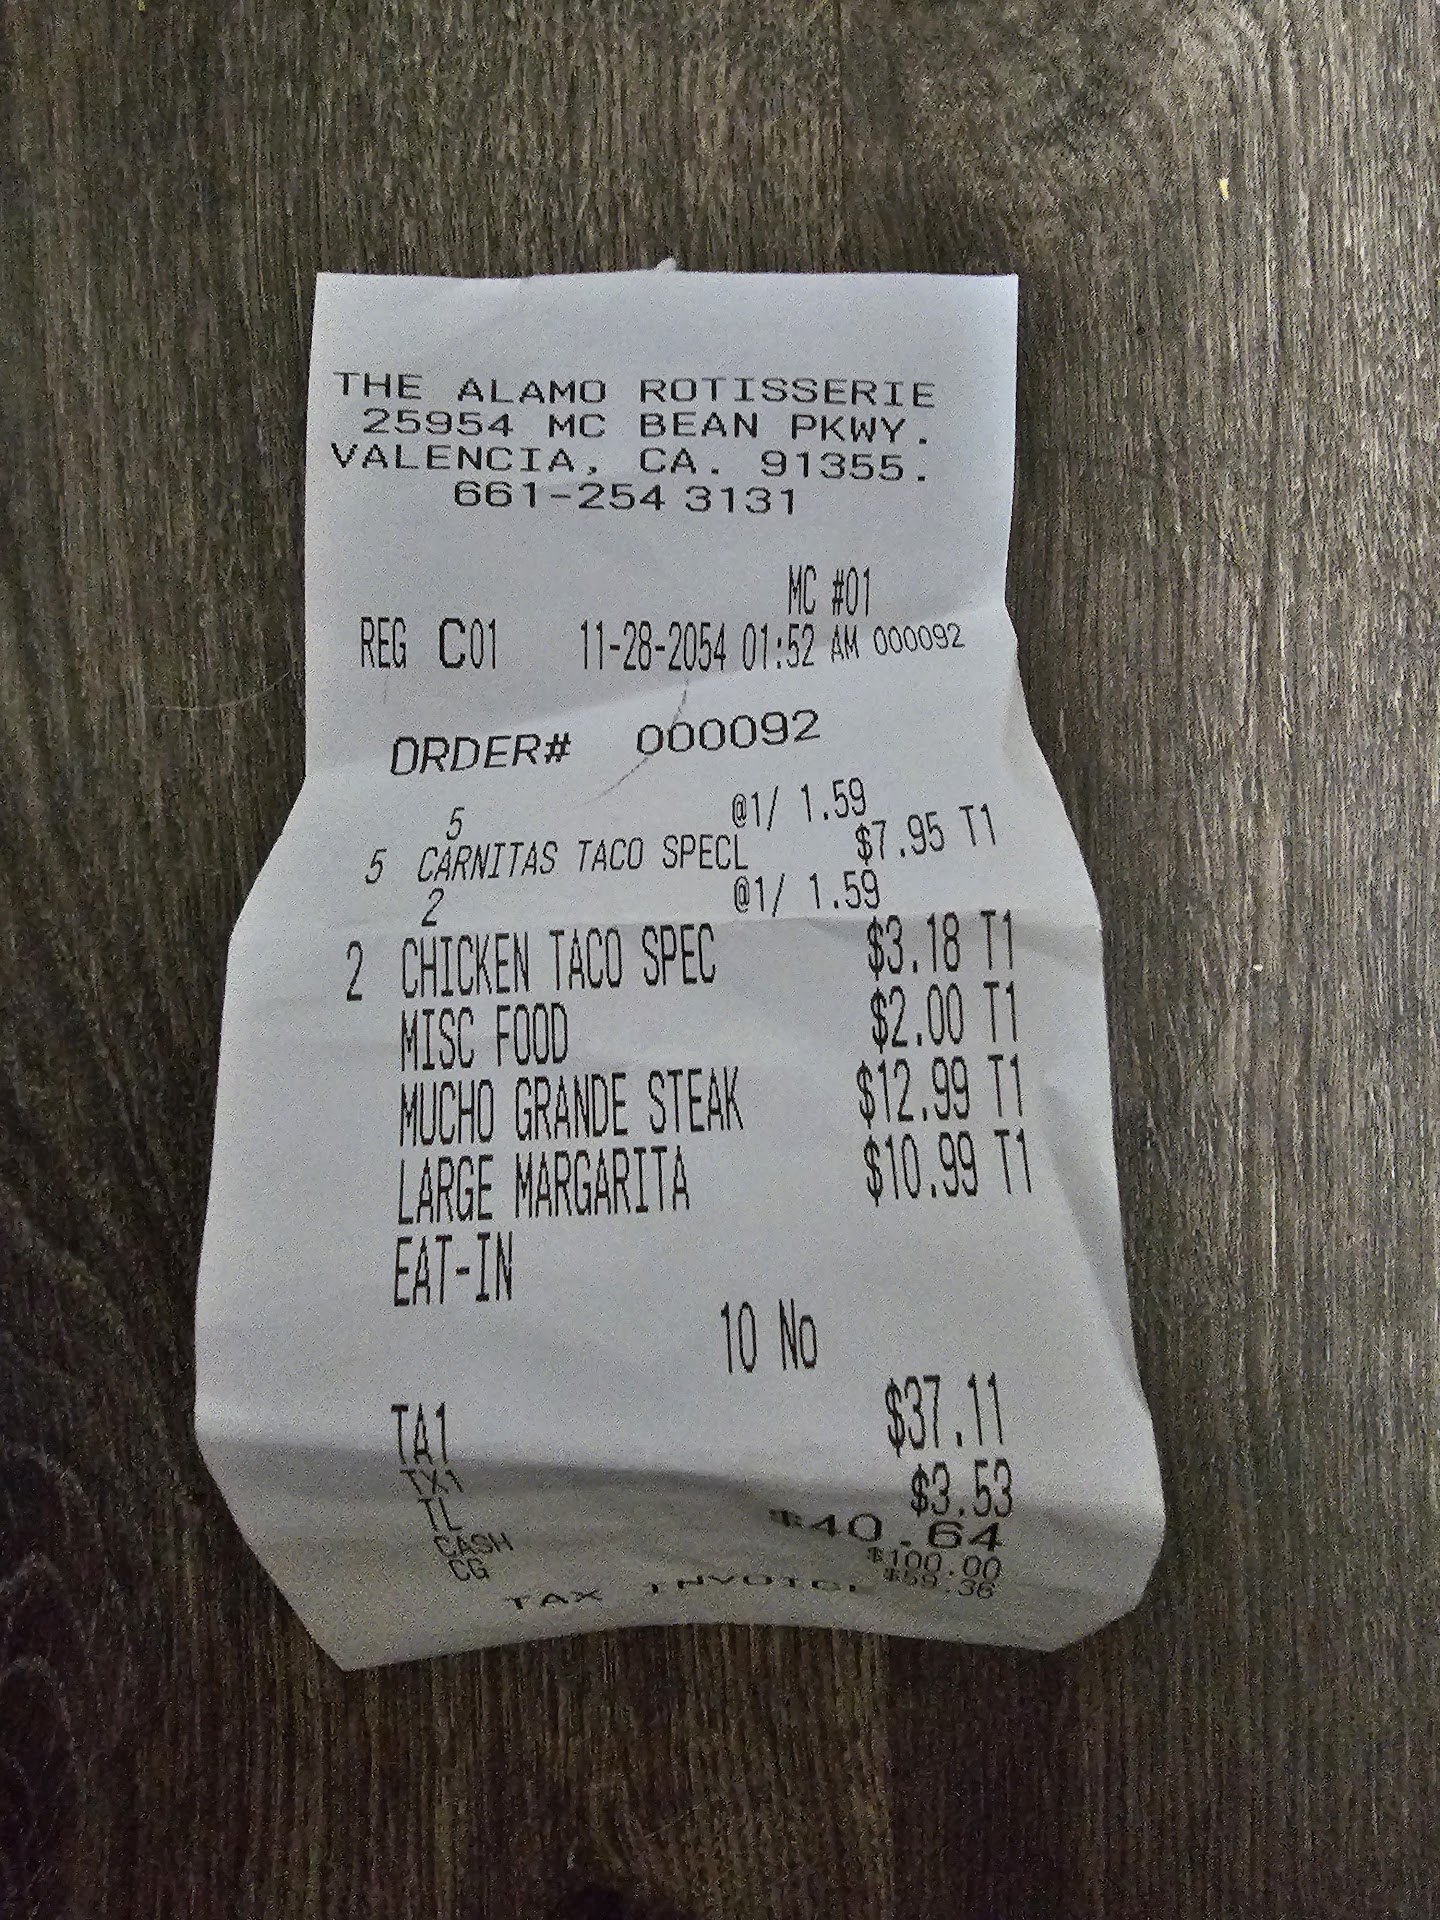 THE ALAMO ROTISSERIE
25954 MC BEAN PKWY.
VALENCIA, CA. 91355.
661-254 3131
MC #01
REG C01 11-28-2054 01:52 AM 000092
ORDER# 000092
5 @1/ 1.59
5 CARNITAS TACO SPECL $7.95 T1
2 @1/ 1.59
2 CHICKEN TACO SPEC $3.18 T1
MISC FOOD $2.00 T1
MUCHO GRANDE STEAK $12.99 T1
LARGE MARGARITA $10.99 T1
EAT-IN
10 No
TA1 $37.11
TX1 $3.53
TL $40.64
CASH $100.00
CG $59.36
TAX INVOICE